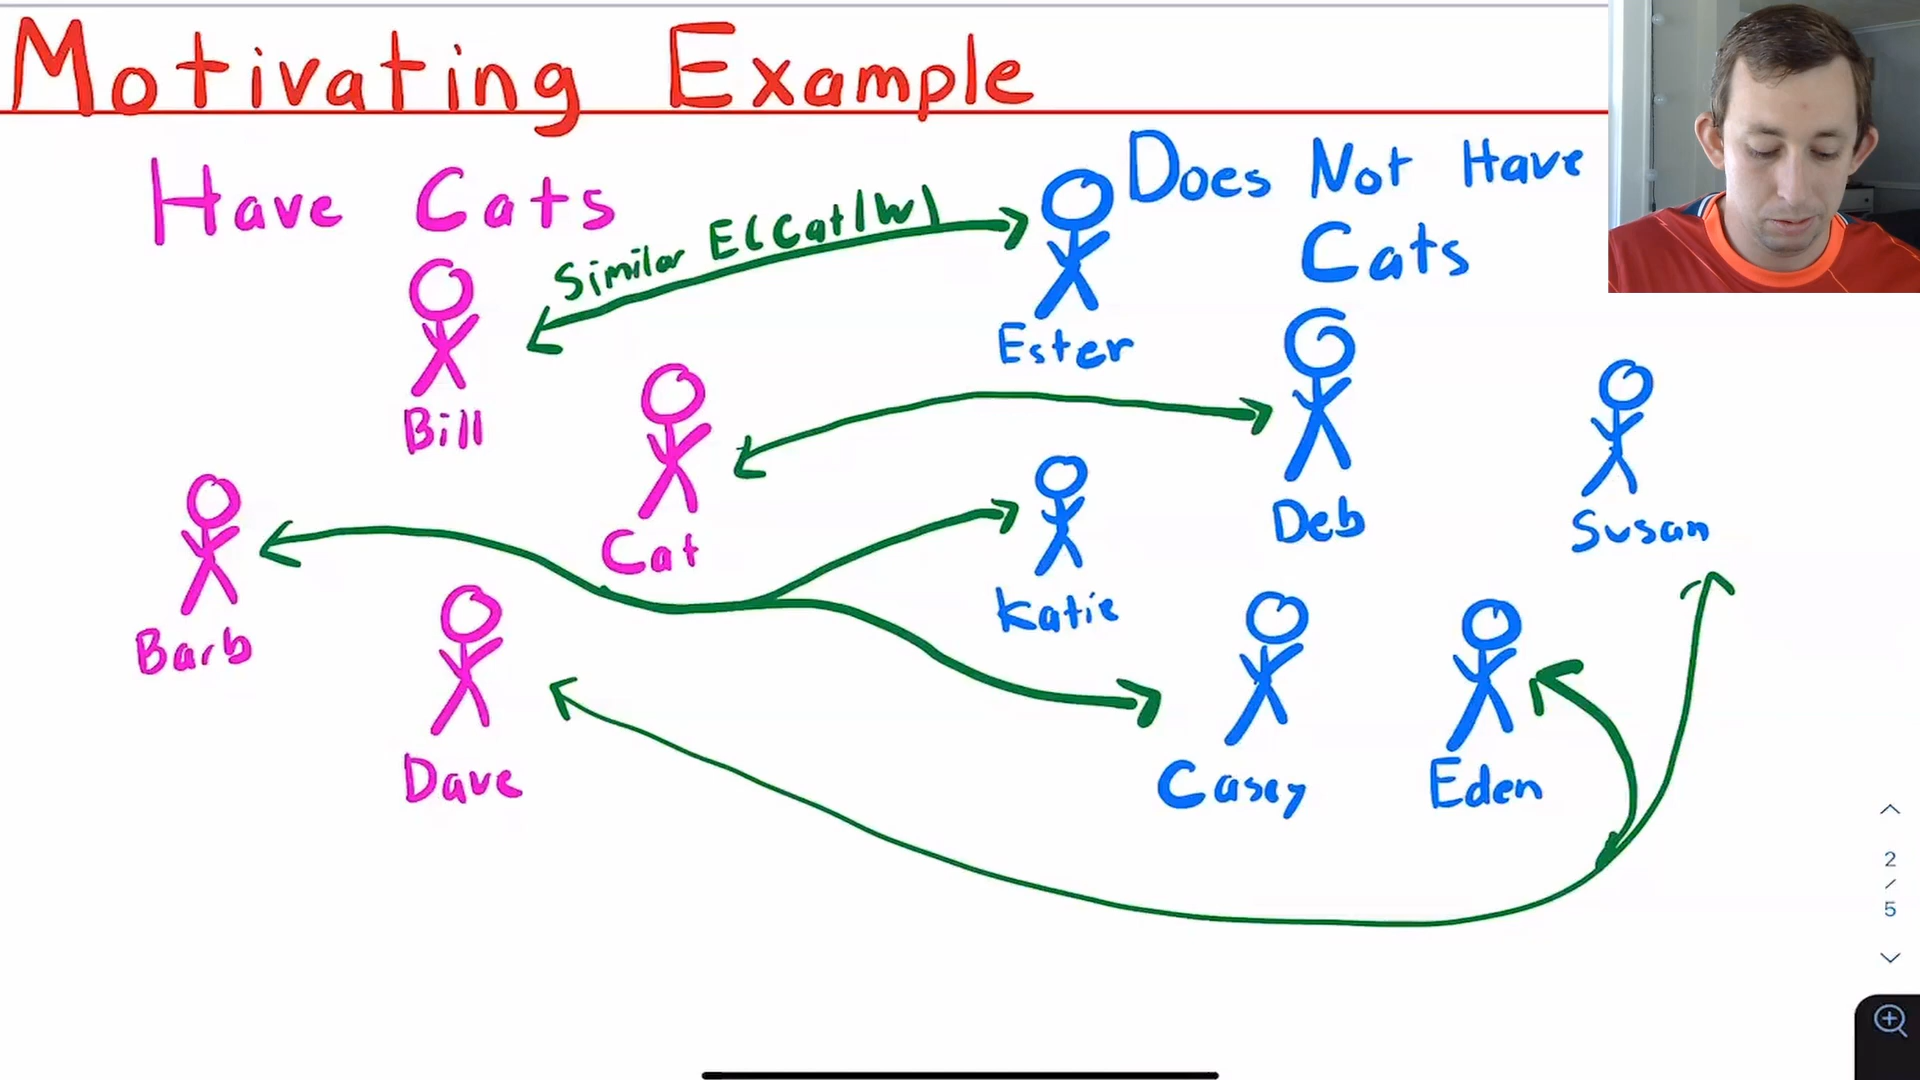 Motivating Example
Have Cats
Does Not Have
Cats
Similar E(Cat|W)
Bill
Ester
Cat
Deb
Susan
Barb
Katie
Dave
Casey
Eden
2
/
5